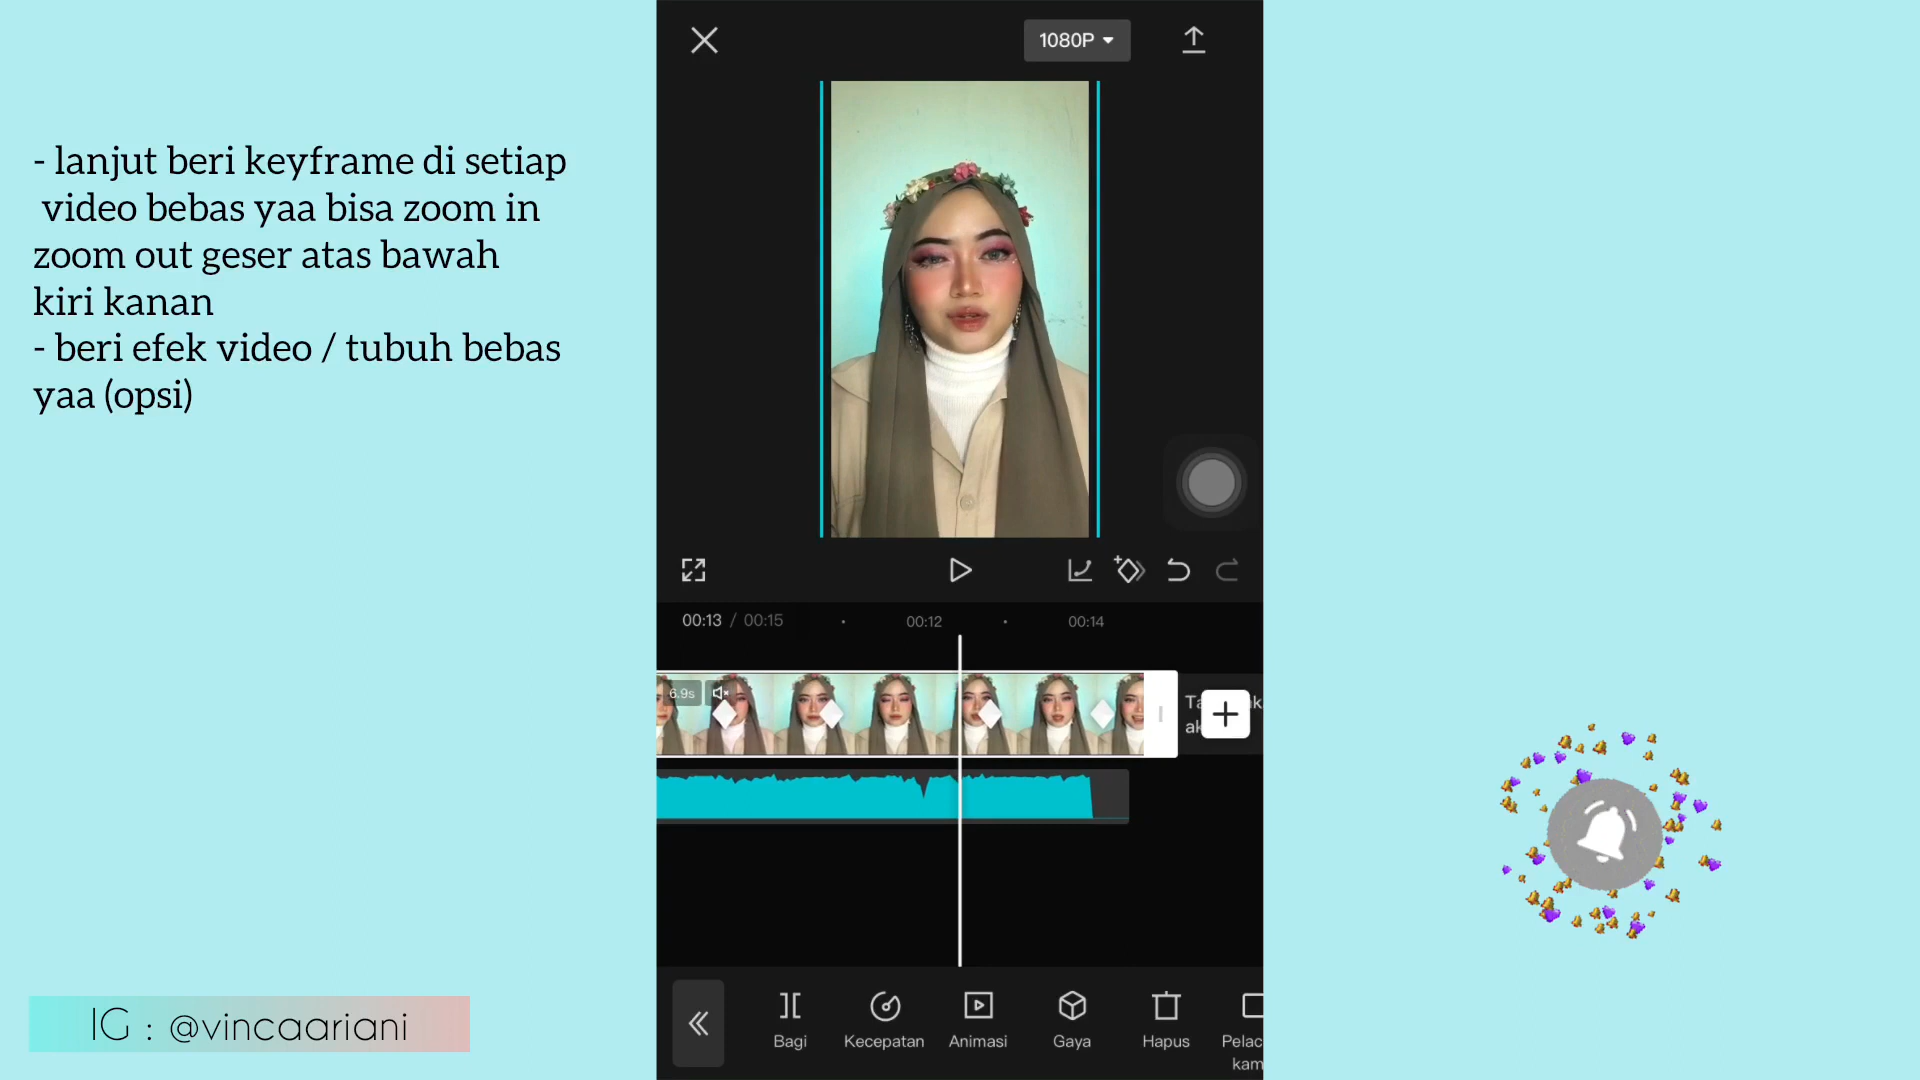 1080P
- lanjut beri keyframe di setiap
video bebas yaa bisa zoom in
zoom out geser atas bawah
kiri kanan
- beri efek video / tubuh bebas
yaa (opsi)
00:13 / 00:15
00:12
00:14
6.9s
IG : @vincaariani
Bagi
Kecepatan
Animasi
Gaya
Hapus
Pelac
kam